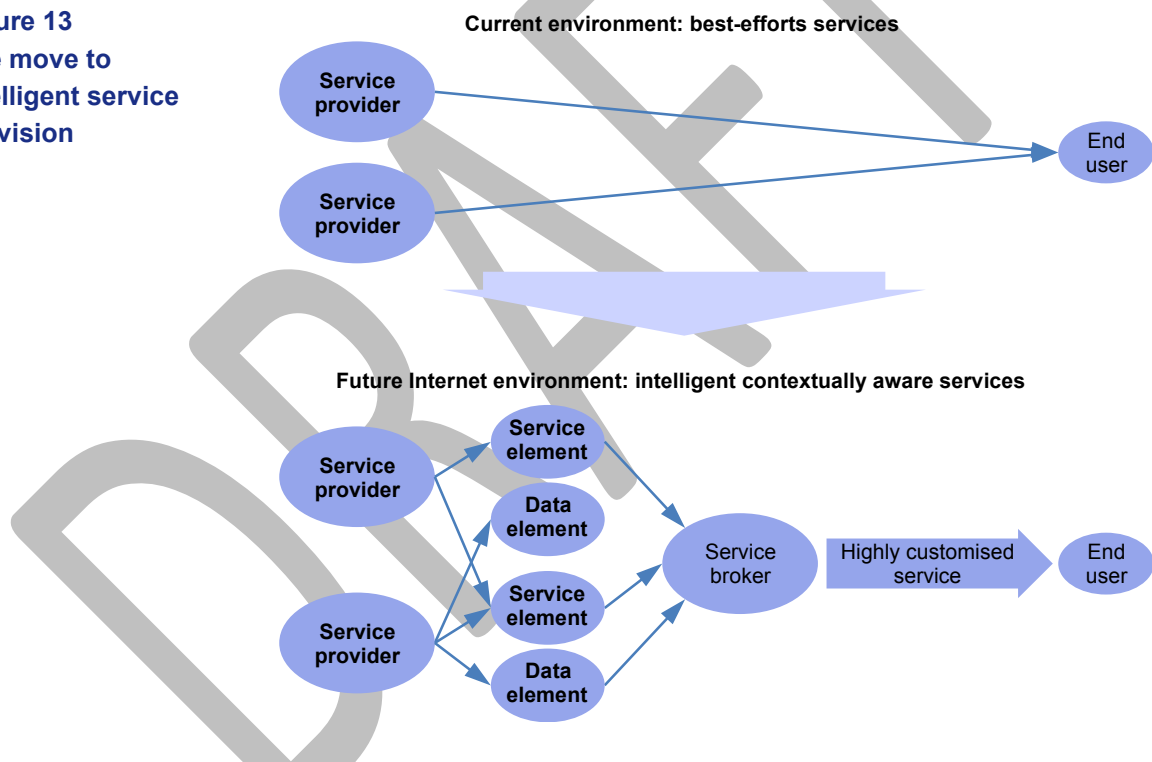 ure 13
move to
elligent service
vision
Current environment: best-efforts services
Service
provider
Service
provider
End
user
Future Internet environment: intelligent contextually aware services
Service
provider
Service
provider
Service
element
Data
element
Service
element
Data
element
Service
broker
Highly customised
service
End
user
DRAFT